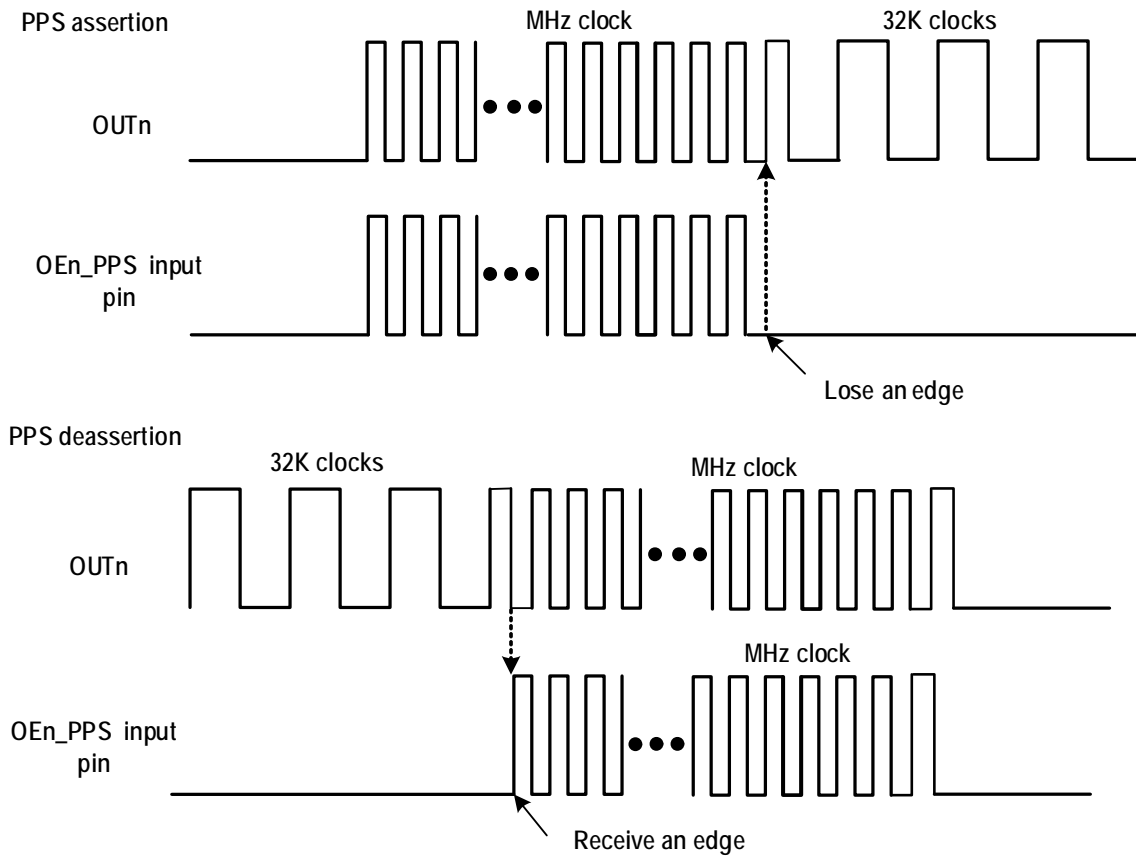 PPS assertion
MHz clock
32K clocks
OUTn
OEn_PPS input
pin
Lose an edge
PPS deassertion
32K clocks
MHz clock
OUTn
MHz clock
OEn_PPS input
pin
Receive an edge